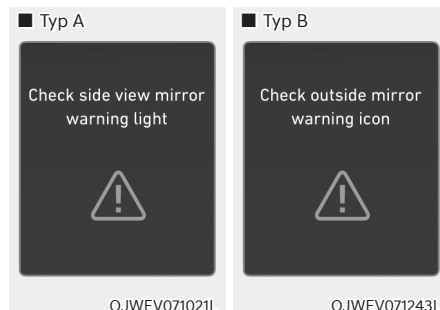 ■ Typ A
Check side view mirror
warning light
OJWEV071021L
■ Typ B
Check outside mirror
warning icon
OJWEV071243L